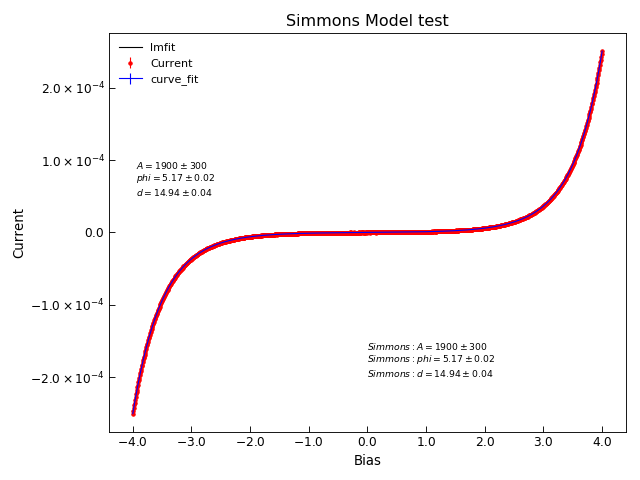 Simmons Model test
lmfit
Current
curve_fit
2.0 × 10⁻⁴
1.0 × 10⁻⁴
0.0
−1.0 × 10⁻⁴
−2.0 × 10⁻⁴
Current
A = 1900 ± 300
phi = 5.17 ± 0.02
d = 14.94 ± 0.04
Simmons: A = 1900 ± 300
Simmons: phi = 5.17 ± 0.02
Simmons: d = 14.94 ± 0.04
−4.0 −3.0 −2.0 −1.0 0.0 1.0 2.0 3.0 4.0
Bias